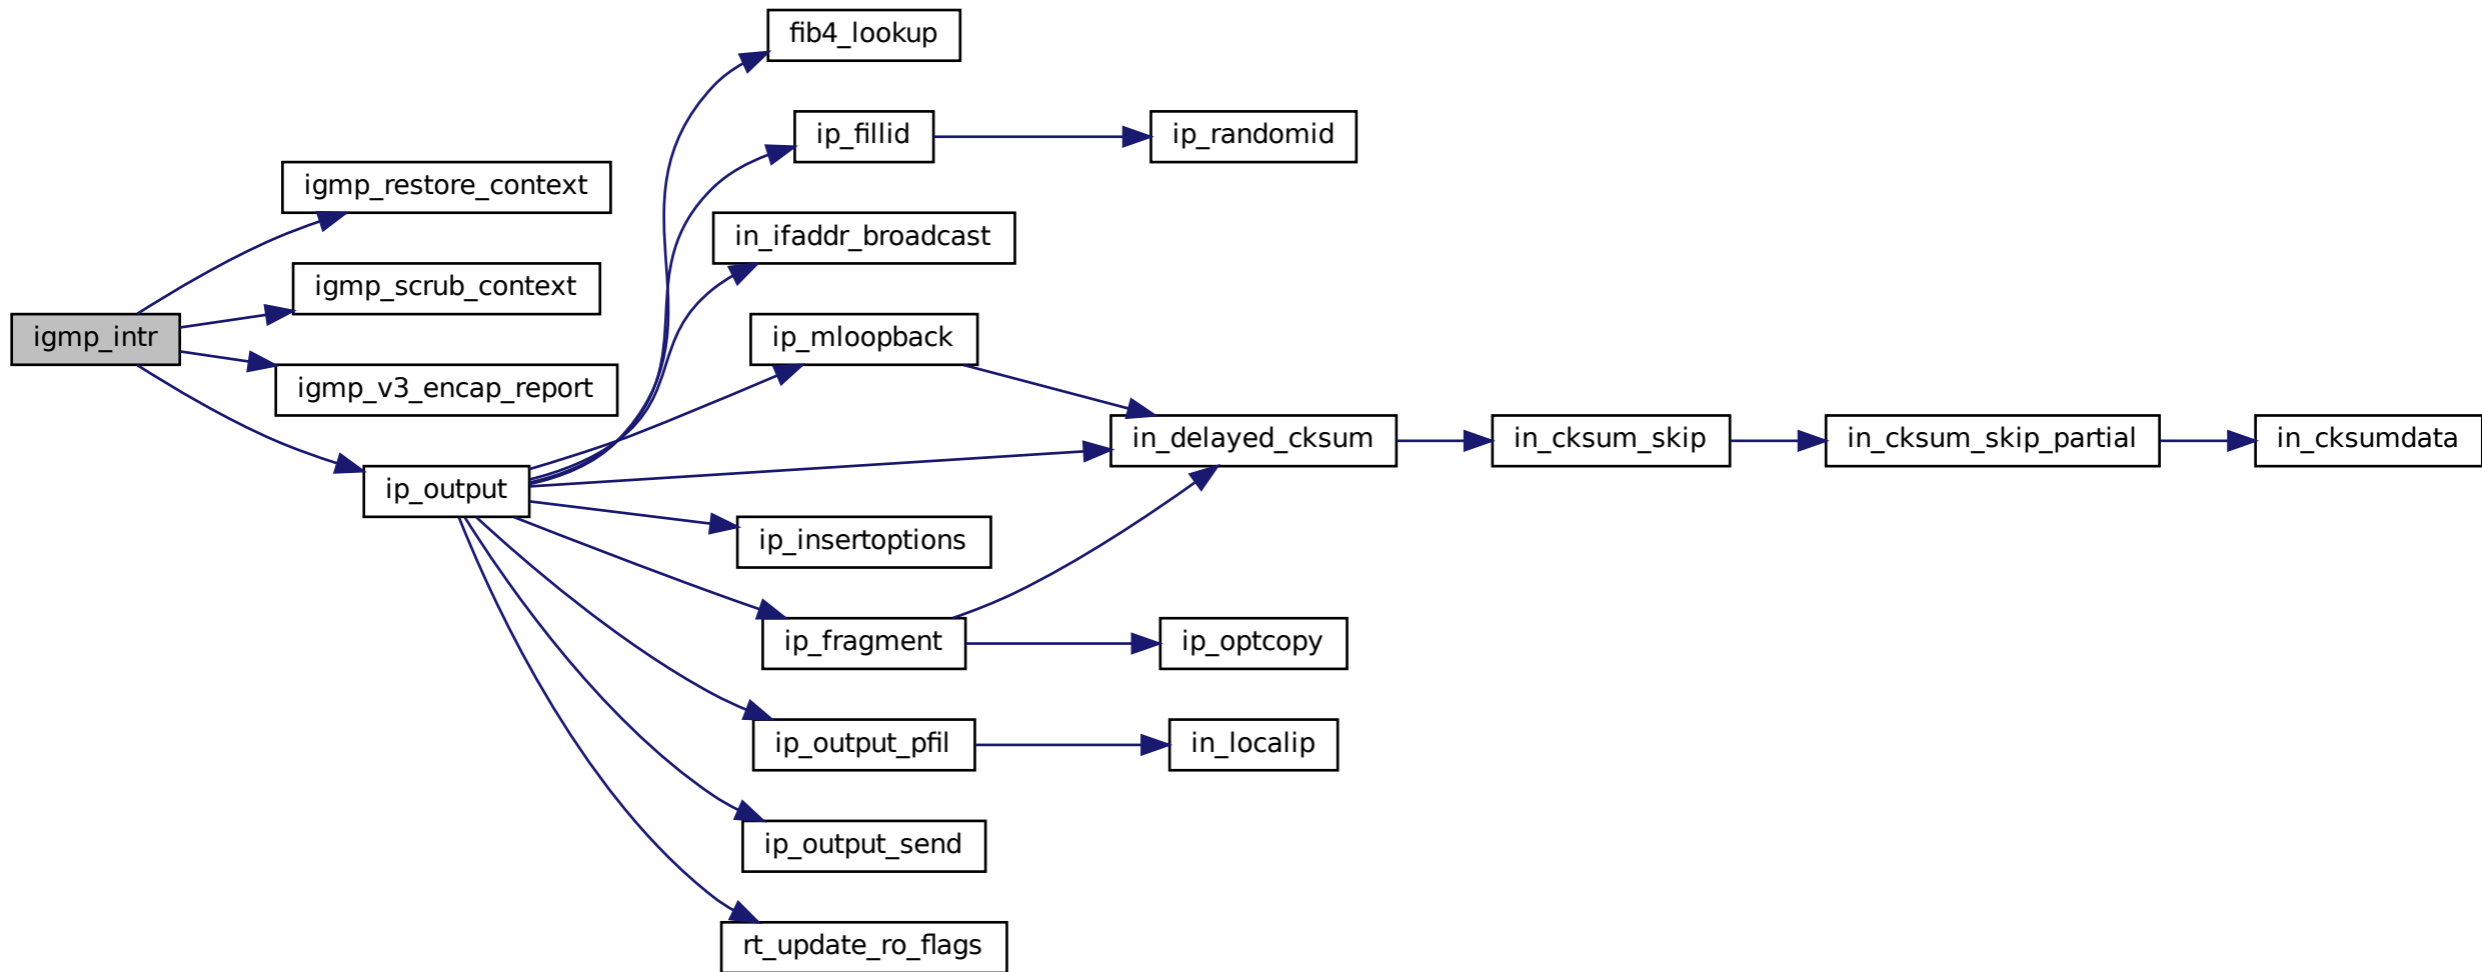 fib4_lookup
ip_fillid
ip_randomid
igmp_restore_context
in_ifaddr_broadcast
igmp_scrub_context
igmp_intr
ip_mloopback
igmp_v3_encap_report
in_delayed_cksum
in_cksum_skip
in_cksum_skip_partial
in_cksumdata
ip_output
ip_insertoptions
ip_fragment
ip_optcopy
ip_output_pfil
in_localip
ip_output_send
rt_update_ro_flags